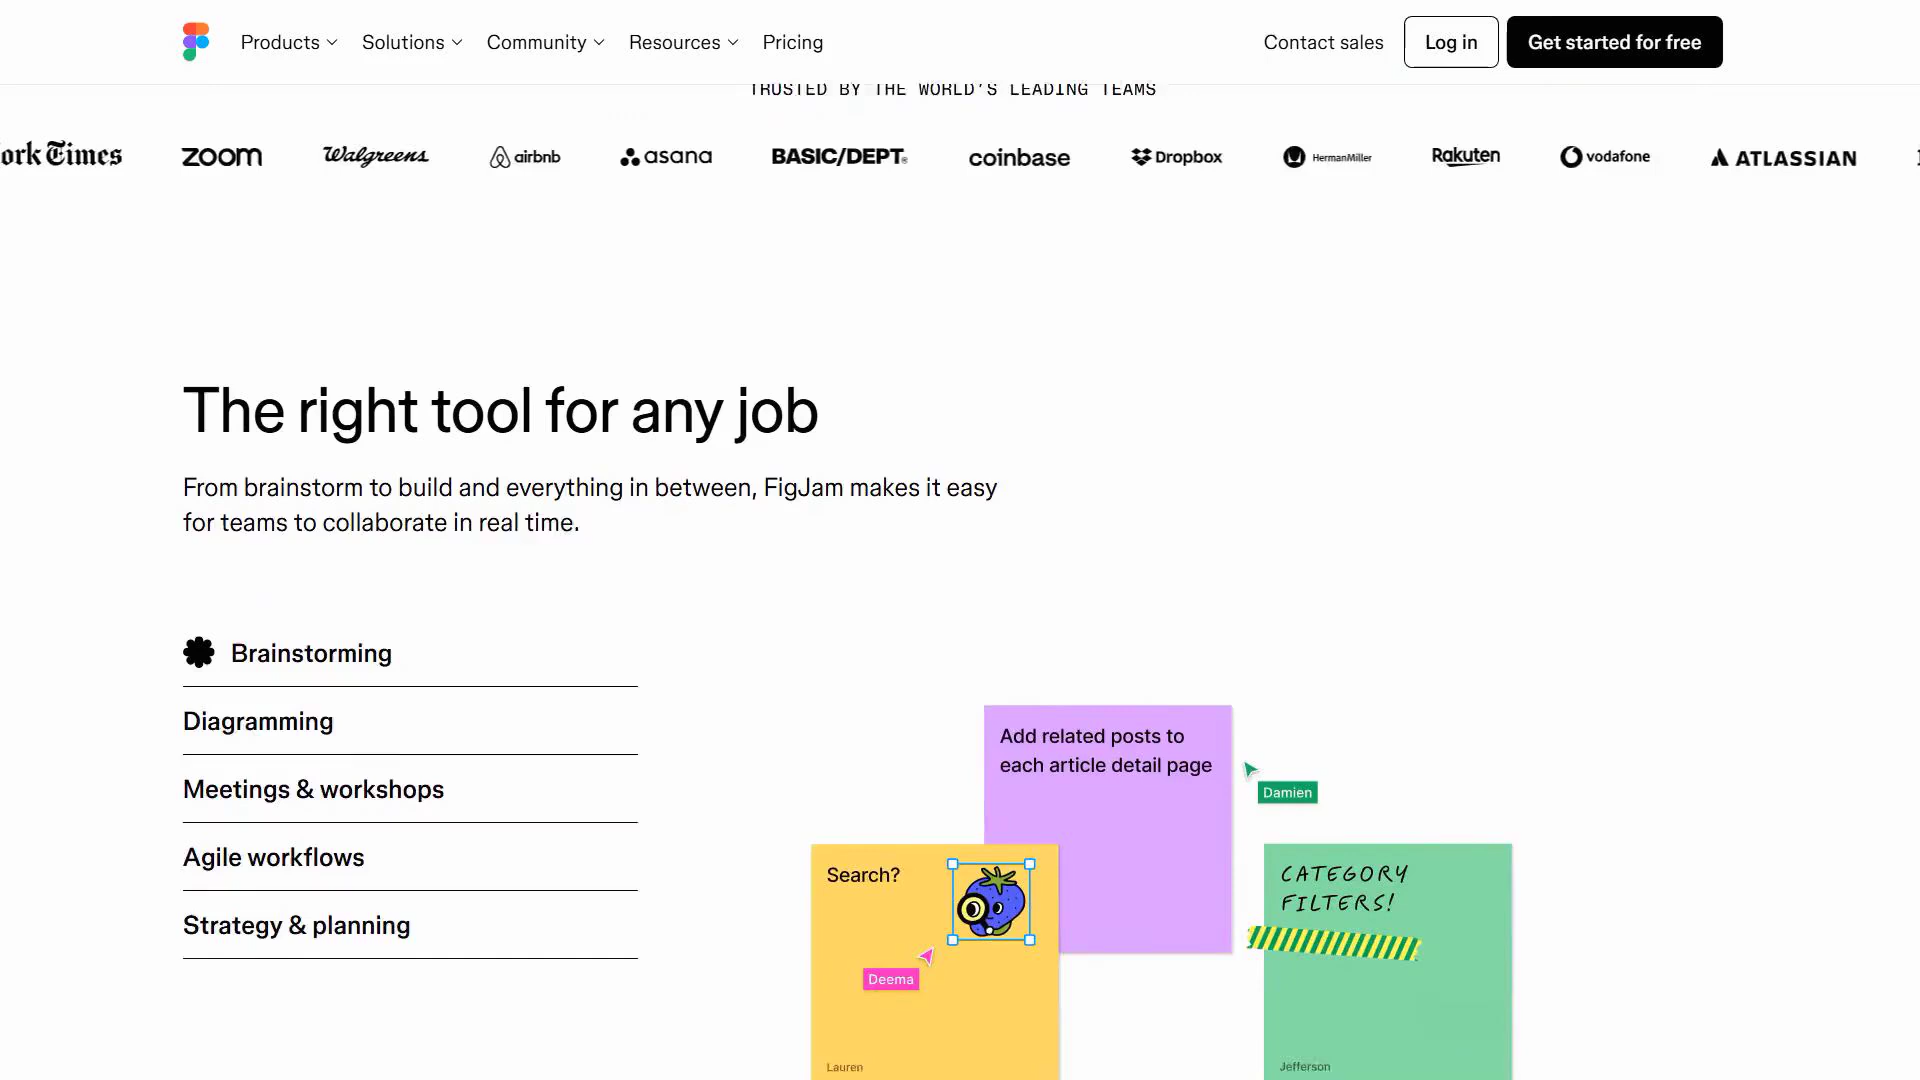 Products
Solutions
Community
Resources
Pricing
Contact sales
Log in
Get started for free
TRUSTED BY THE WORLD'S LEADING TEAMS
ork Times
zoom
Walgreens
airbnb
asana
BASIC/DEPT®
coinbase
Dropbox
HermanMiller
Rakuten
vodafone
ATLASSIAN
The right tool for any job
From brainstorm to build and everything in between, FigJam makes it easy
for teams to collaborate in real time.
Brainstorming
Diagramming
Meetings & workshops
Agile workflows
Strategy & planning
Add related posts to
each article detail page
Damien
Search?
Deema
Lauren
CATEGORY
FILTERS!
Jefferson